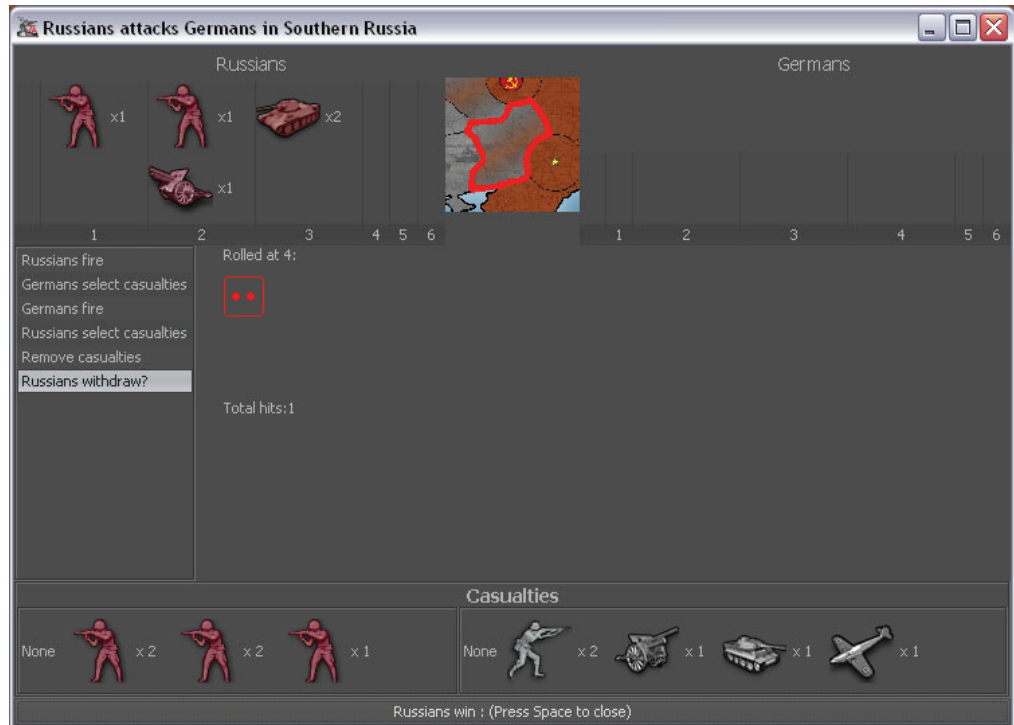 Russians attacks Germans in Southern Russia
Russians Germans
x1 x1 x2
x1
1 2 3 4 5 6 1 2 3 4 5 6
Russians fire
Germans select casualties
Germans fire
Russians select casualties
Remove casualties
Russians withdraw?
Rolled at 4:
Total hits:1
Casualties
None x 2 x 2 x 1 None x 2 x 1 x 1 x 1
Russians win : (Press Space to close)